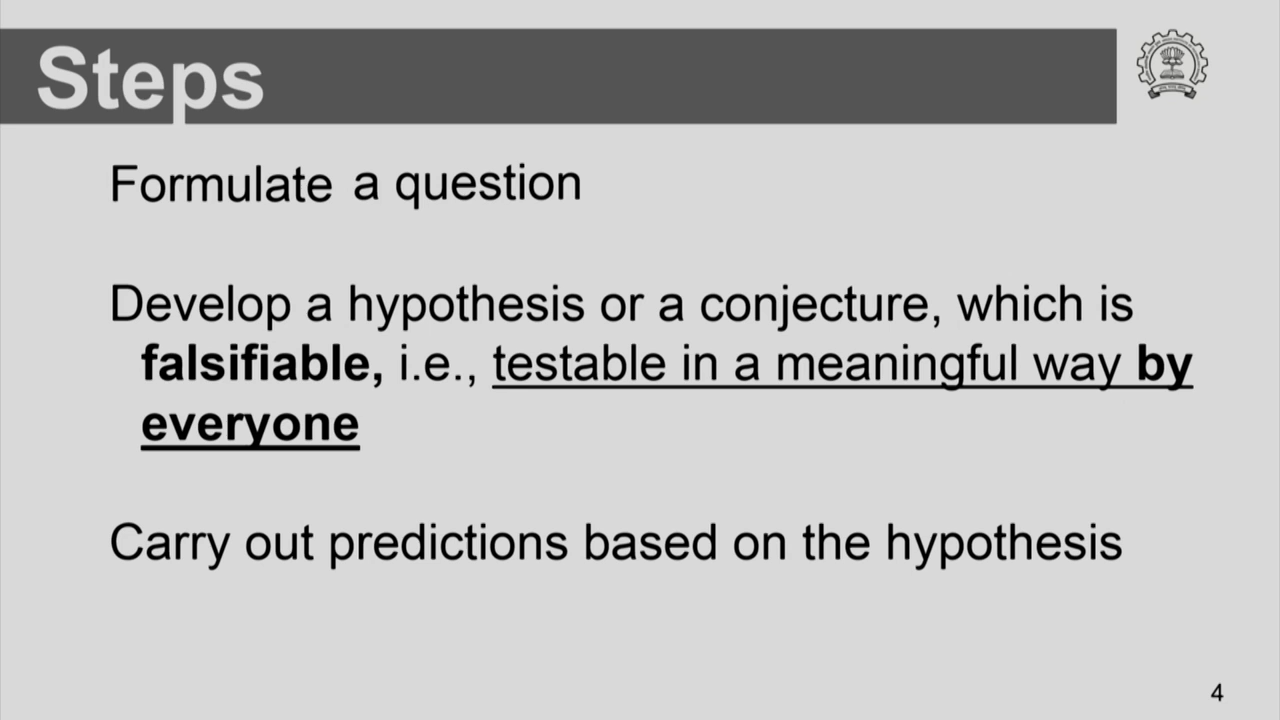 Steps
Formulate a question
Develop a hypothesis or a conjecture, which is
falsifiable, i.e., testable in a meaningful way by
everyone
Carry out predictions based on the hypothesis
4